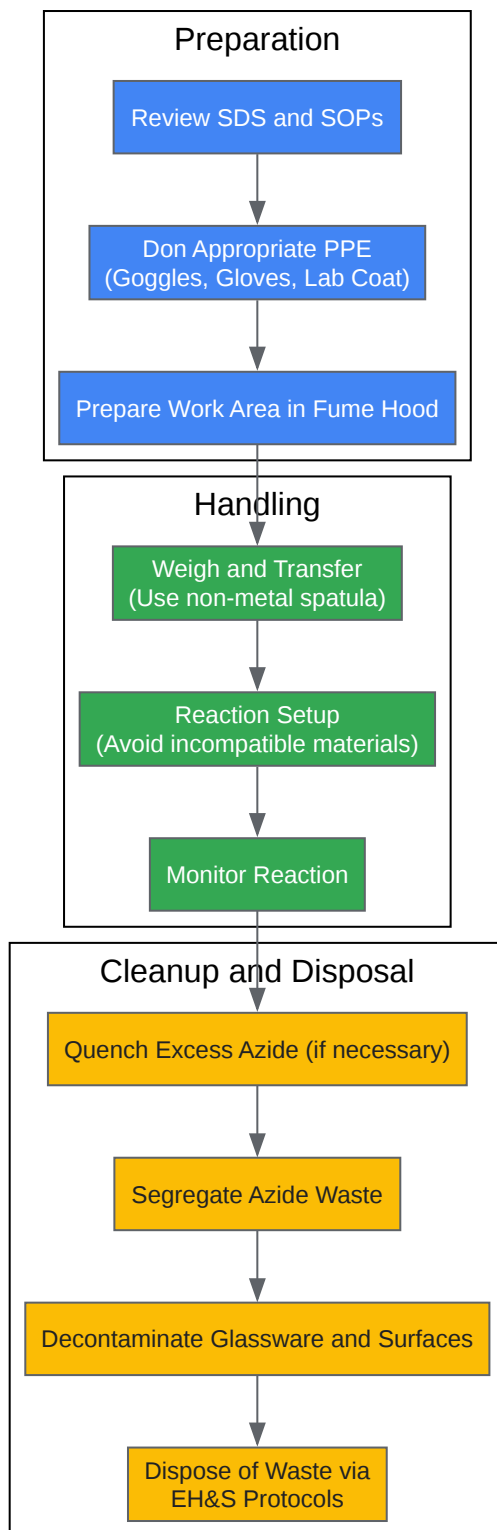 Preparation
Review SDS and SOPs
Don Appropriate PPE
(Goggles, Gloves, Lab Coat)
Prepare Work Area in Fume Hood
Handling
Weigh and Transfer
(Use non-metal spatula)
Reaction Setup
(Avoid incompatible materials)
Monitor Reaction
Cleanup and Disposal
Quench Excess Azide (if necessary)
Segregate Azide Waste
Decontaminate Glassware and Surfaces
Dispose of Waste via
EH&S Protocols